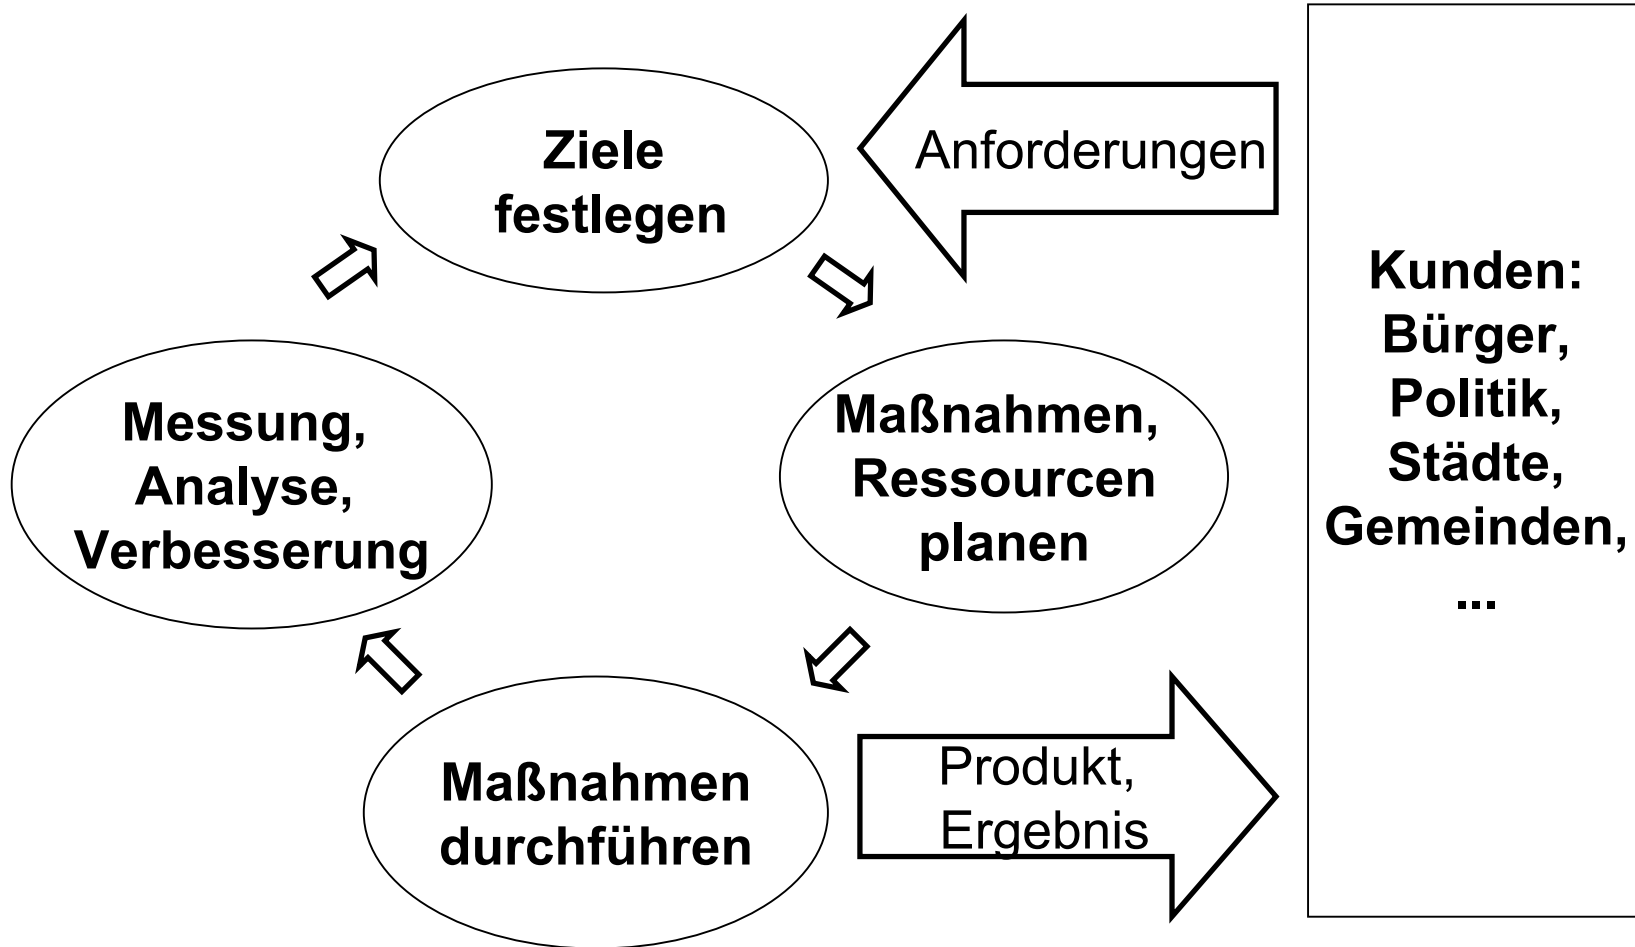 Ziele
festlegen
Anforderungen
Maßnahmen,
Ressourcen
planen
Maßnahmen
durchführen
Messung,
Analyse,
Verbesserung
Produkt,
Ergebnis
Kunden:
Bürger,
Politik,
Städte,
Gemeinden,
...